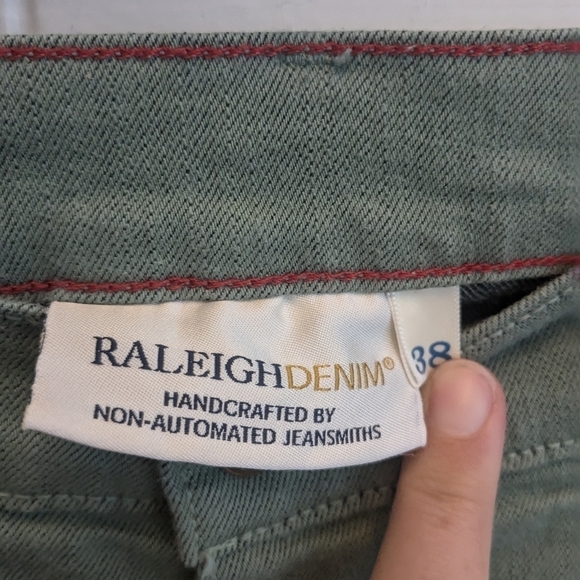 RALEIGHDENIM®
HANDCRAFTED BY
NON-AUTOMATED JEANSMITHS
38